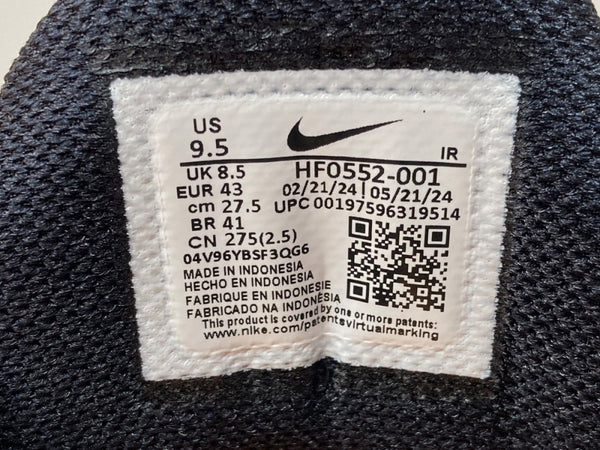 US
9.5
IR
UK 8.5
HF0552-001
EUR 43
02/21/24 | 05/21/24
cm 27.5
UPC 00197596319514
BR 41
CN 275(2.5)
04V96YBSF3QG6
MADE IN INDONESIA
HECHO EN INDONESIA
FABRIQUE EN INDONESIE
FABRICADO NA INDONESIA
This product is covered by one or more patents:
www.nike.com/patentsvirtualmarking